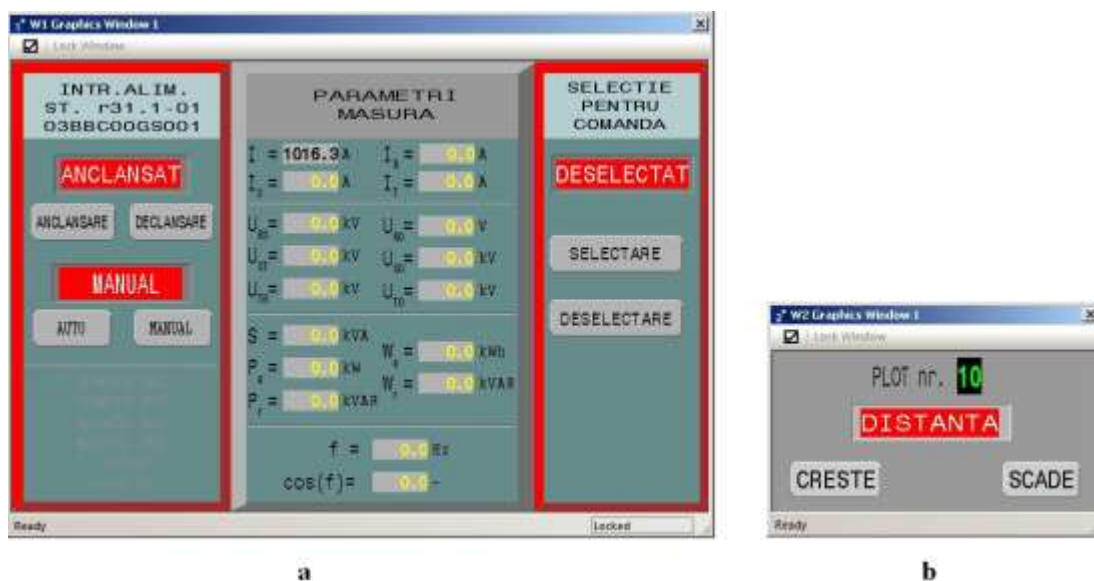 W1 Graphics Window 1
Lock Window
INTR.ALIM.
ST. r31.1-01
03BBC00GS001
ANCLANSAT
ANCLANSARE DECLANSARE
MANUAL
AUTO MANUAL
PARAMETRI
MASURA
I = 1016.3 A
0.0 A
0.0 A
0.0 A
0.0 kV
0.0 V
0.0 kV
0.0 kV
0.0 kV
0.0 kV
S = 0.0 kVA
0.0 kWh
0.0 kW
0.0 kVAR
0.0 kVAR
f = 0.0 Hz
cos(f)= 0.0 -
SELECTIE
PENTRU
COMANDA
DESELECTAT
SELECTARE
DESELECTARE
Ready Locked
a
W2 Graphics Window 1
Lock Window
PLOT nr. 10
DISTANTA
CRESTE SCADE
Ready
b